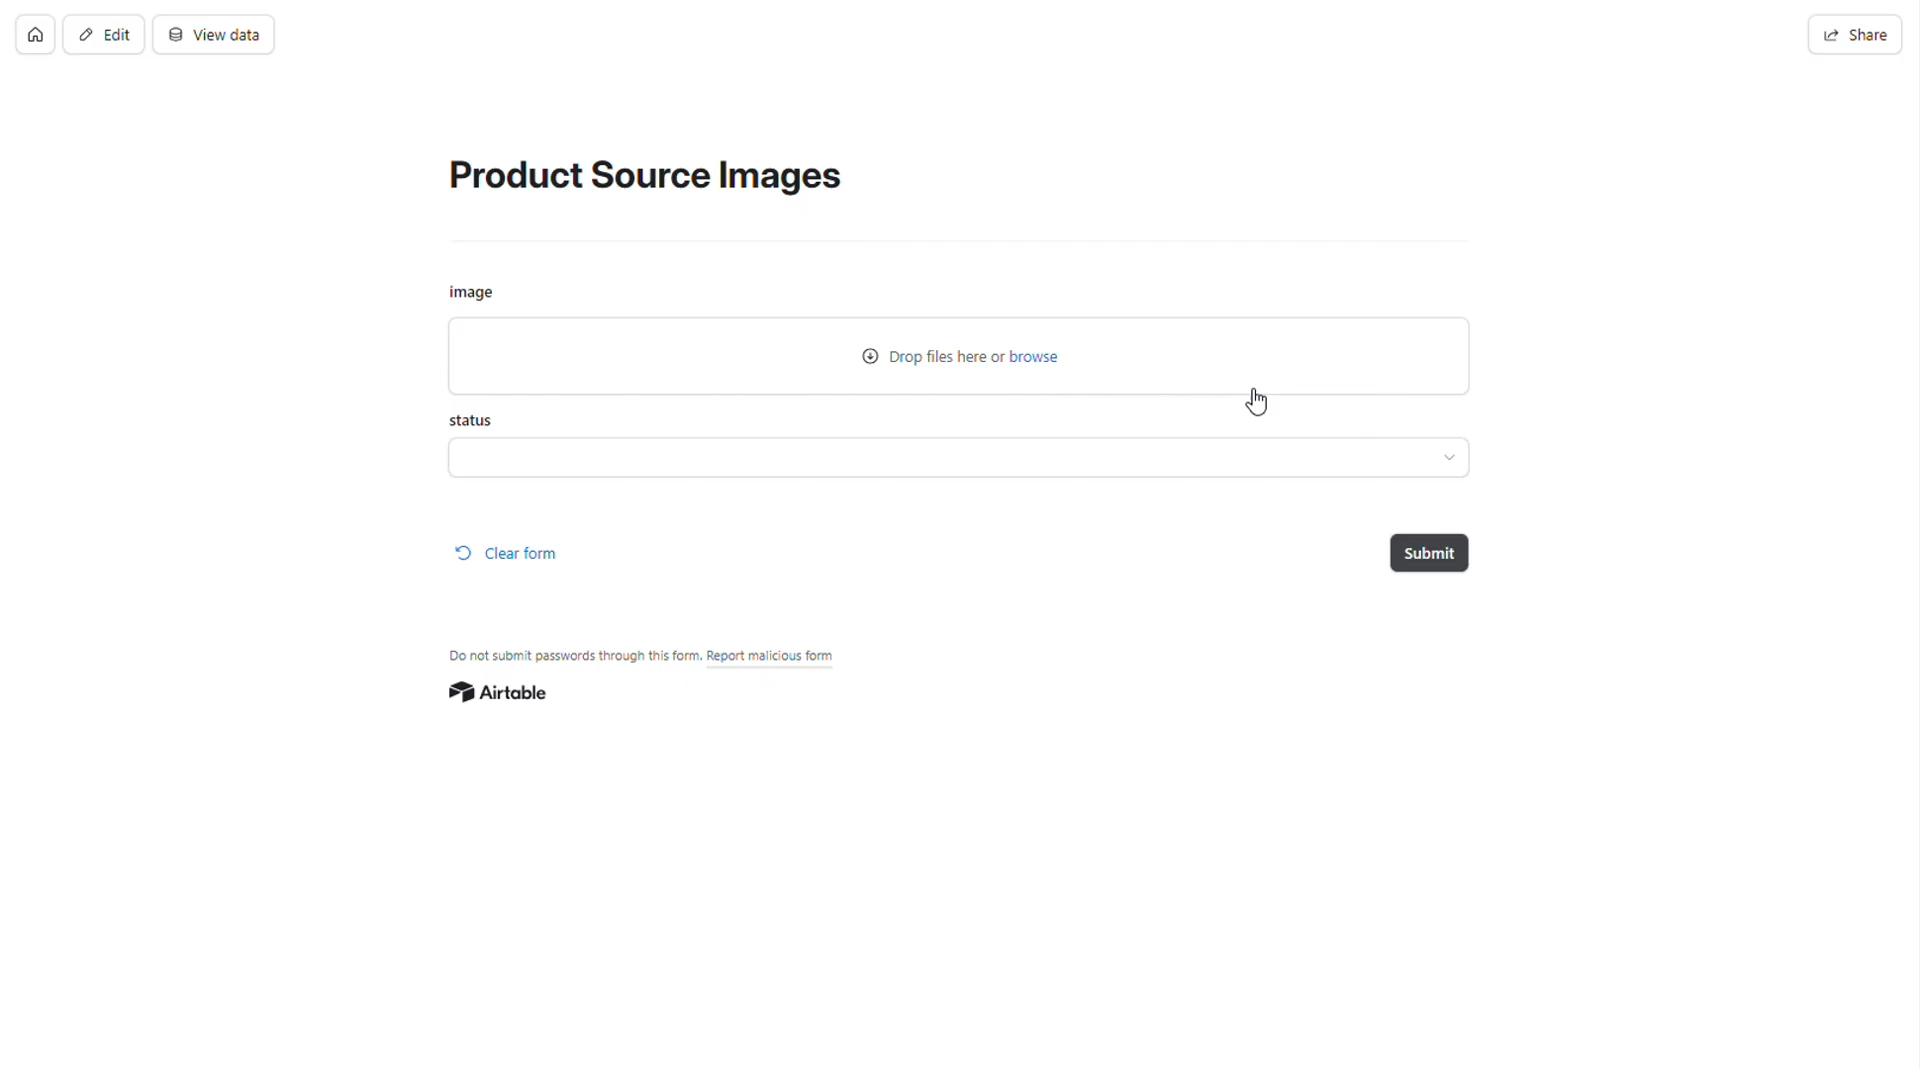 Edit
View data
Share
Product Source Images
image
Drop files here or browse
status
Clear form
Submit
Do not submit passwords through this form. Report malicious form
Airtable